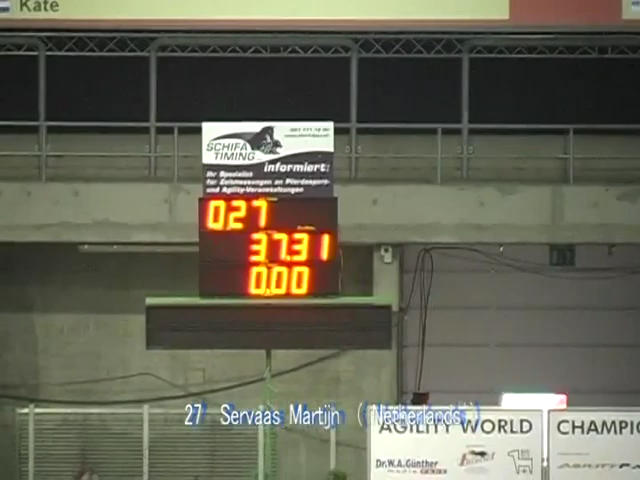 Kate
SCHIFA
TIMING
informiert:
Ihr Spezialist
für Zeitmessungen an Pferdesport-
und Agility-Veranstaltungen
027
37.31
0.00
27 Servaas Martijn (Netherlands)
AGILITY WORLD
CHAMPIO
Dr.W.A.Günther